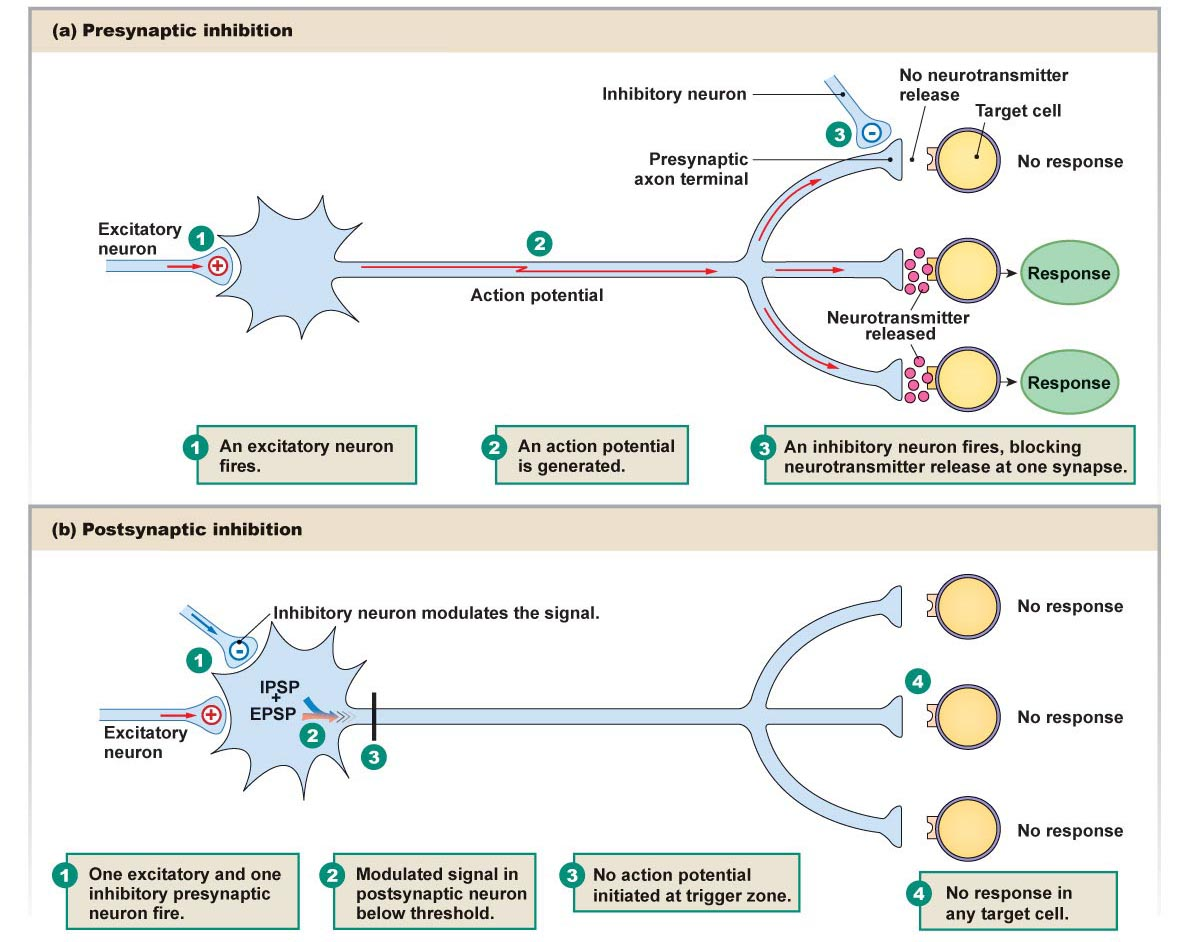 (a) Presynaptic inhibition
Inhibitory neuron
No neurotransmitter
release
Target cell
3
-
Presynaptic
axon terminal
No response
Excitatory
neuron
1
+
2
Action potential
Response
Neurotransmitter
released
Response
1 An excitatory neuron
fires.
2 An action potential
is generated.
3 An inhibitory neuron fires, blocking
neurotransmitter release at one synapse.
(b) Postsynaptic inhibition
Inhibitory neuron modulates the signal.
-
1
No response
IPSP
+
EPSP
+
2
Excitatory
neuron
3
4
No response
No response
1 One excitatory and one
inhibitory presynaptic
neuron fire.
2 Modulated signal in
postsynaptic neuron
below threshold.
3 No action potential
initiated at trigger zone.
4 No response in
any target cell.